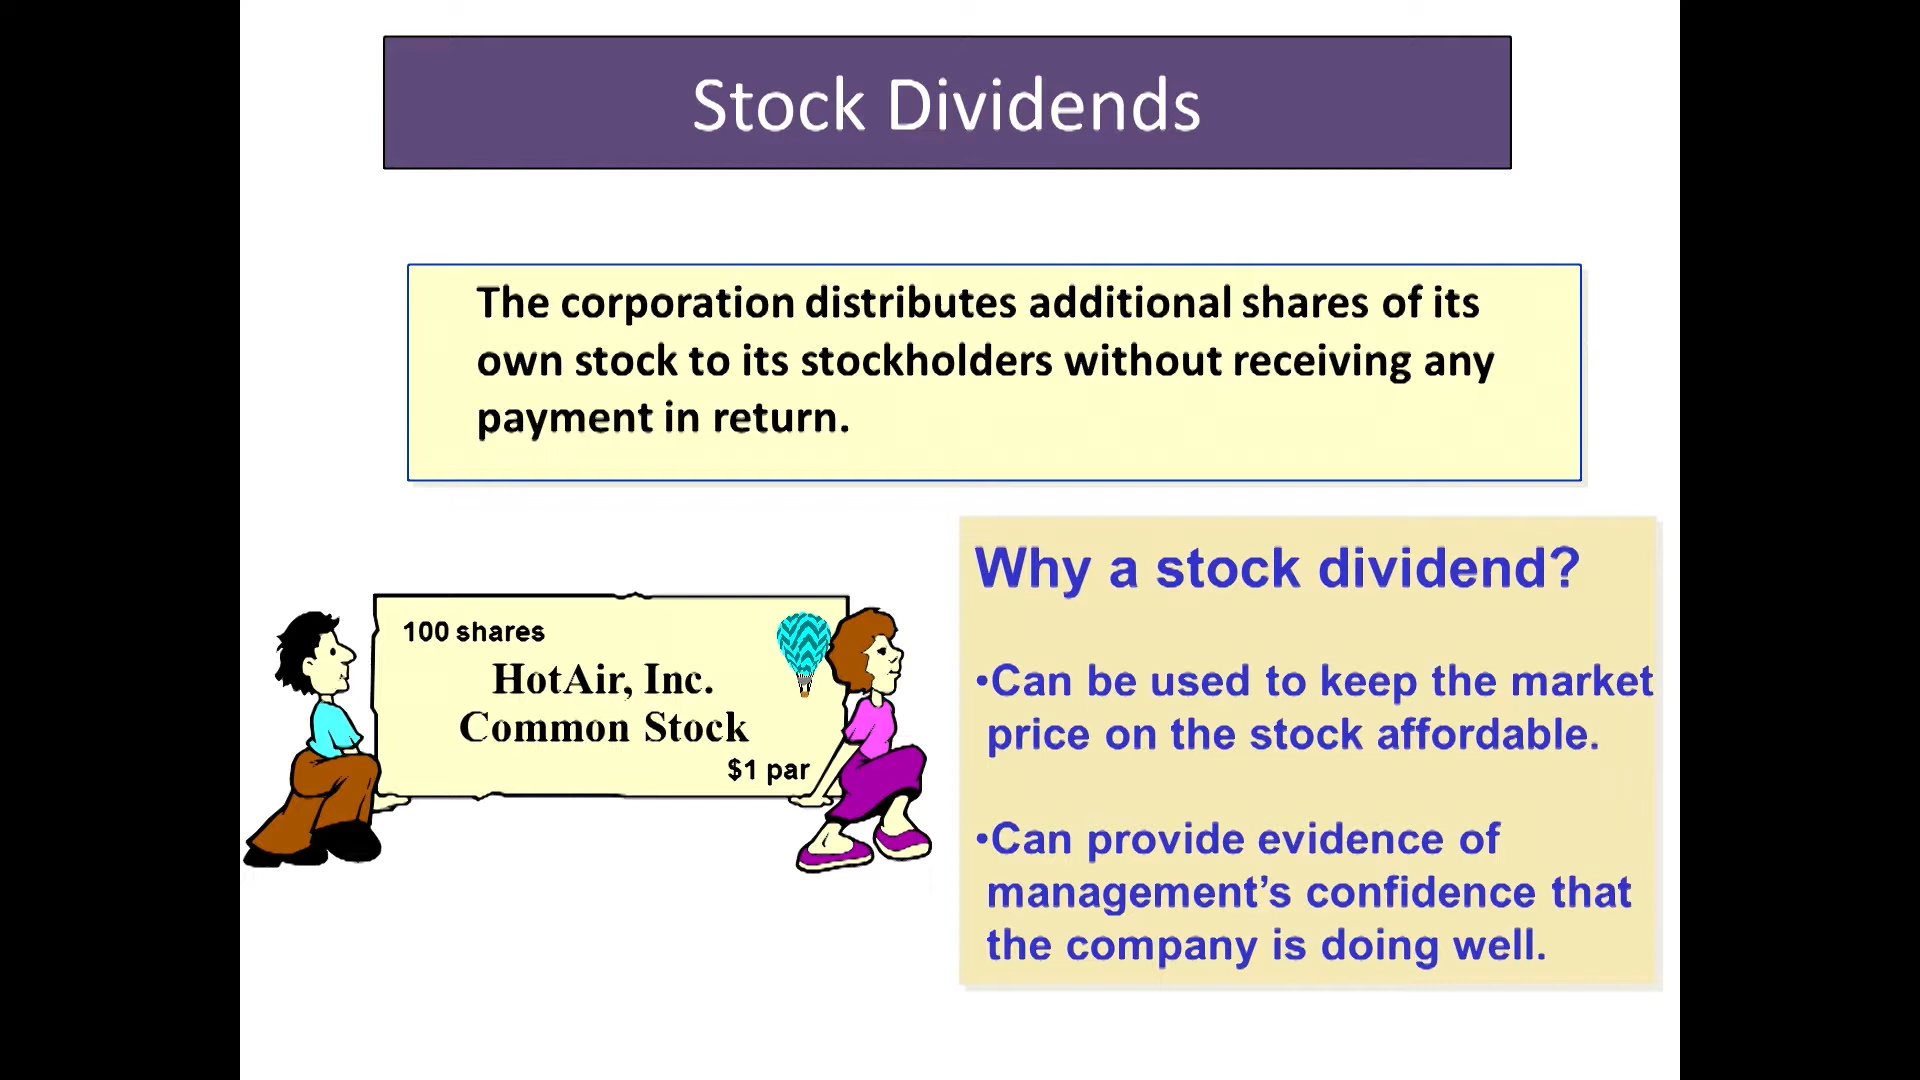 Stock Dividends
The corporation distributes additional shares of its
own stock to its stockholders without receiving any
payment in return.
100 shares
HotAir, Inc.
Common Stock
$1 par
Why a stock dividend?
•Can be used to keep the market
price on the stock affordable.
•Can provide evidence of
management’s confidence that
the company is doing well.